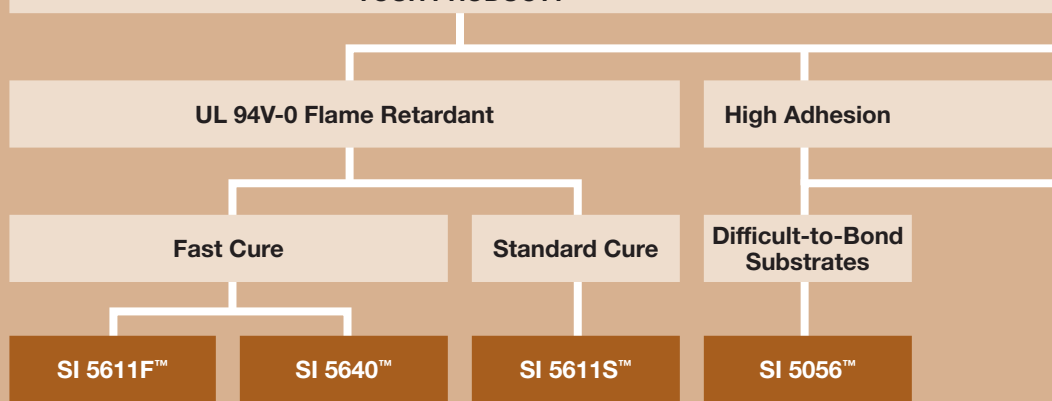 UL 94V-0 Flame Retardant
High Adhesion
Fast Cure
Standard Cure
Difficult-to-Bond
Substrates
SI 5611F™
SI 5640™
SI 5611S™
SI 5056™